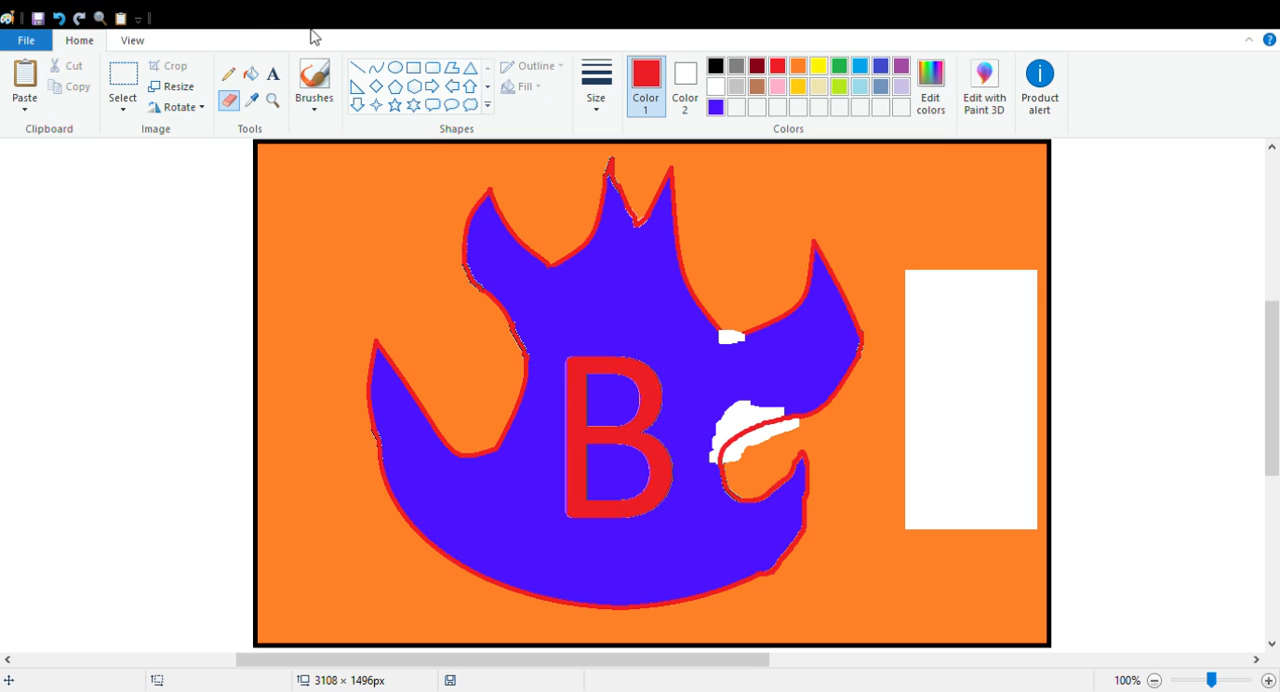 File Home View
Paste Cut Copy Clipboard
Select Crop Resize Rotate Image
A Tools
Brushes
Outline Fill Shapes
Size
Color 1 Color 2 Edit colors Colors
Edit with Paint 3D
Product alert
B
3108 × 1496px 100%